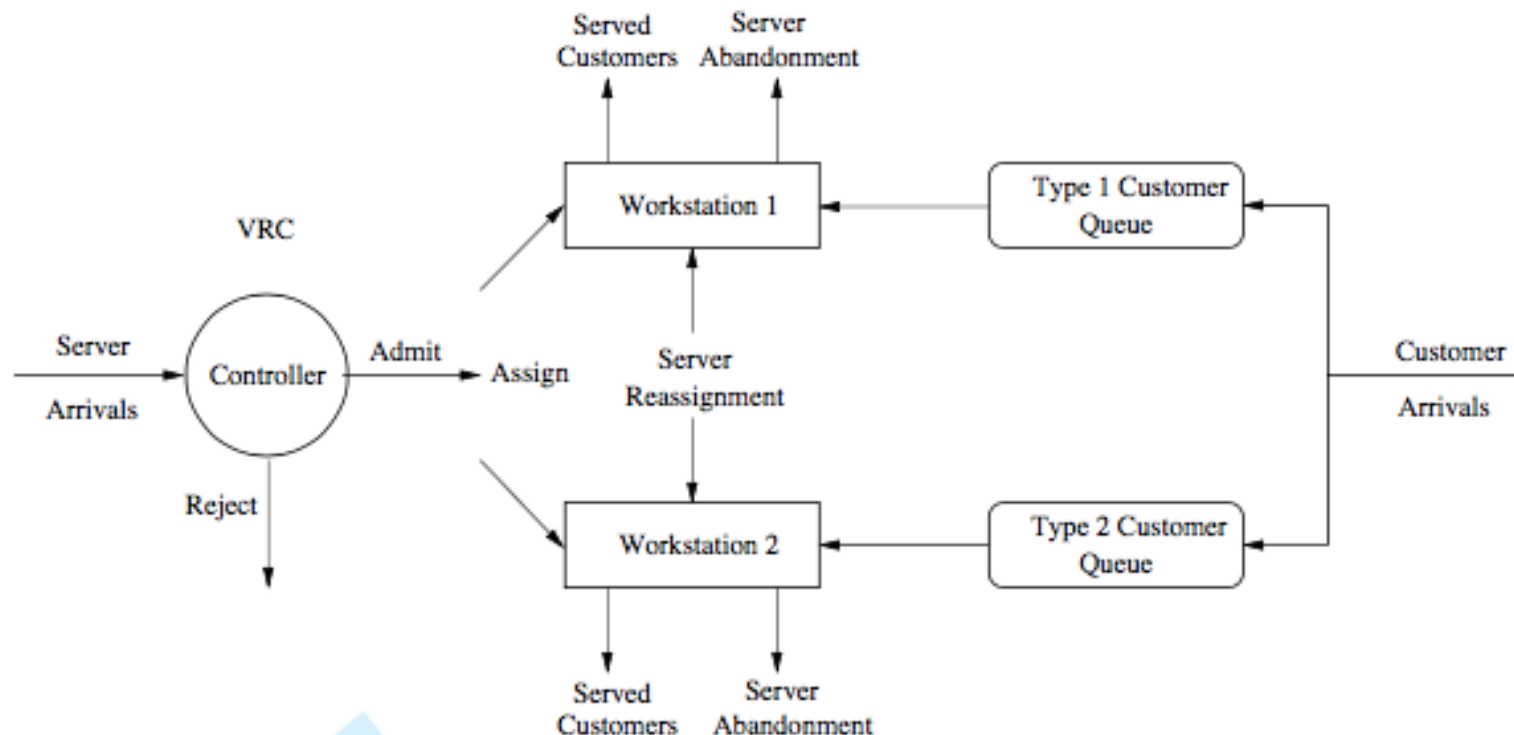 Served
Customers
Server
Abandonment
Workstation 1
Type 1 Customer
Queue
VRC
Server
Arrivals
Controller
Admit
Assign
Reject
Server
Reassignment
Customer
Arrivals
Workstation 2
Type 2 Customer
Queue
Served
Customers
Server
Abandonment